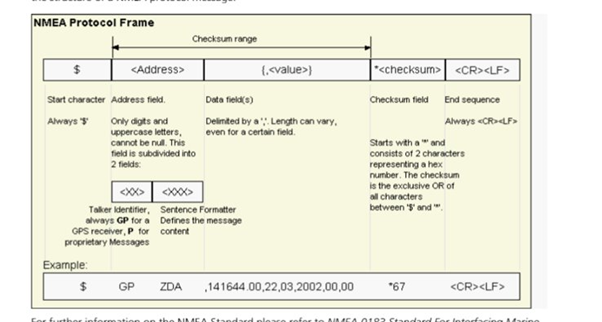 NMEA Protocol Frame
Checksum range
$ <Address> {,<value>} *<checksum> <CR><LF>
Start character Address field. Data field(s) Checksum field End sequence
Always '$' Only digits and uppercase letters, cannot be null. This field is subdivided into 2 fields:
Delimited by a ','. Length can vary, even for a certain field.
Starts with a '*' and consists of 2 characters representing a hex number. The checksum is the exclusive OR of all characters between '$' and '*'.
Always <CR><LF>
<XX> <XXX>
Talker Identifier, always GP for a GPS receiver, P for proprietary Messages
Sentence Formatter Defines the message content
Example:
$ GP ZDA ,141644.00,22,03,2002,00,00 *67 <CR><LF>
For further information on the NMEA Standard please refer to NMEA 0183 Standard For Interfacing Marine